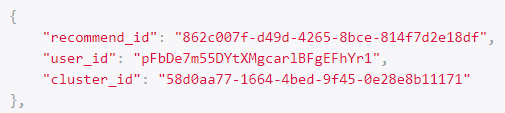 {
"recommend_id": "862c007f-d49d-4265-8bce-814f7d2e18df",
"user_id": "pFbDe7m55DYtXMgcarlBFgEFhYr1",
"cluster_id": "58d0aa77-1664-4bed-9f45-0e28e8b11171"
},